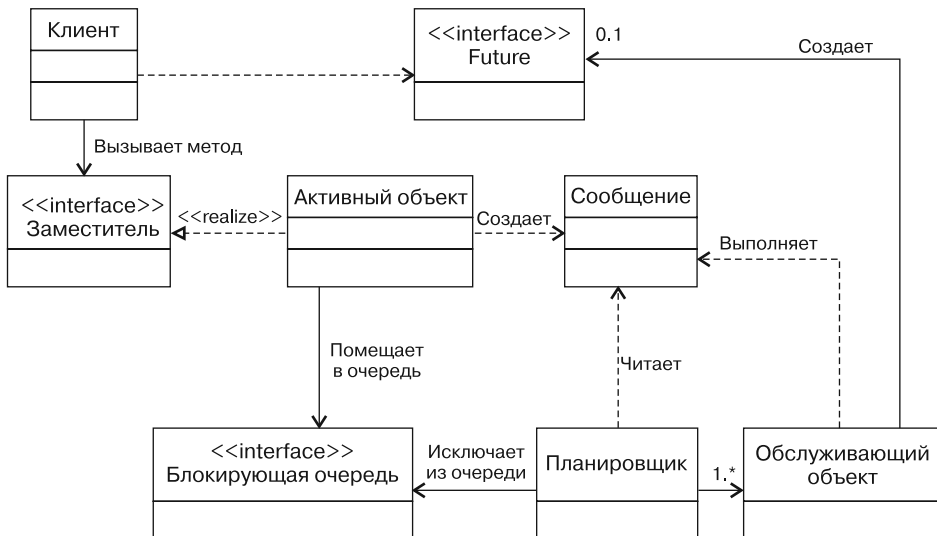 Клиент
<<interface>>
Future
0.1
Создает
Вызывает метод
<<interface>>
Заместитель
<<realize>>
Активный объект
Создает
Сообщение
Выполняет
Помещает
в очередь
Читает
<<interface>>
Блокирующая очередь
Исключает
из очереди
Планировщик
1.*
Обслуживающий
объект